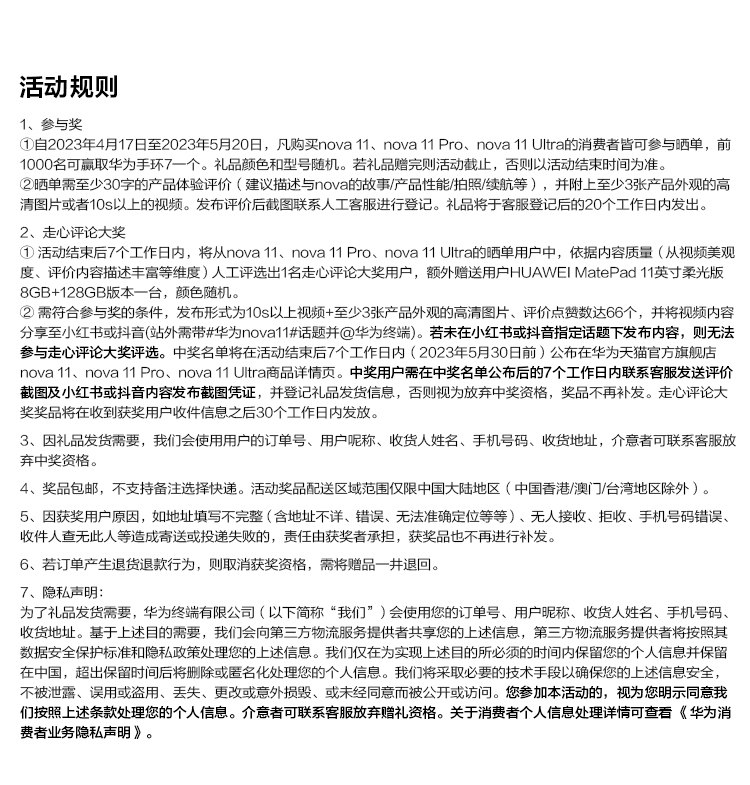 活动规则
1、参与奖
①自2023年4月17日至2023年5月20日，凡购买nova 11、nova 11 Pro、nova 11 Ultra的消费者皆可参与晒单，前
1000名可赢取华为手环7一个。礼品颜色和型号随机。若礼品赠完则活动截止，否则以活动结束时间为准。
②晒单需至少30字的产品体验评价（建议描述与nova的故事/产品性能/拍照/续航等），并附上至少3张产品外观的高
清图片或者10s以上的视频。发布评价后截图联系人工客服进行登记。礼品将于客服登记后的20个工作日内发出。
2、走心评论大奖
① 活动结束后7个工作日内，将从nova 11、nova 11 Pro、nova 11 Ultra的晒单用户中，依据内容质量（从视频美观
度、评价内容描述丰富等维度）人工评选出1名走心评论大奖用户，额外赠送用户HUAWEI MatePad 11英寸柔光版
8GB+128GB版本一台，颜色随机。
② 需符合参与奖的条件，发布形式为10s以上视频+至少3张产品外观的高清图片、评价点赞数达66个，并将视频内容
分享至小红书或抖音(站外需带#华为nova11#话题并@华为终端)。若未在小红书或抖音指定话题下发布内容，则无法
参与走心评论大奖评选。中奖名单将在活动结束后7个工作日内（2023年5月30日前）公布在华为天猫官方旗舰店
nova 11、nova 11 Pro、nova 11 Ultra商品详情页。中奖用户需在中奖名单公布后的7个工作日内联系客服发送评价
截图及小红书或抖音内容发布截图凭证，并登记礼品发货信息，否则视为放弃中奖资格，奖品不再补发。走心评论大
奖奖品将在收到获奖用户收件信息之后30个工作日内发放。
3、因礼品发货需要，我们会使用用户的订单号、用户昵称、收货人姓名、手机号码、收货地址，介意者可联系客服放
弃中奖资格。
4、奖品包邮，不支持备注选择快递。活动奖品配送区域范围仅限中国大陆地区（中国香港/澳门/台湾地区除外）。
5、因获奖用户原因，如地址填写不完整（含地址不详、错误、无法准确定位等等）、无人接收、拒收、手机号码错误、
收件人查无此人等造成寄送或投递失败的，责任由获奖者承担，获奖品也不再进行补发。
6、若订单产生退货退款行为，则取消获奖资格，需将赠品一并退回。
7、隐私声明：
为了礼品发货需要，华为终端有限公司（以下简称“我们”）会使用您的订单号、用户昵称、收货人姓名、手机号码、
收货地址。基于上述目的需要，我们会向第三方物流服务提供者共享您的上述信息，第三方物流服务提供者将按照其
数据安全保护标准和隐私政策处理您的上述信息。我们仅在为实现上述目的所必须的时间内保留您的个人信息并保留
在中国，超出保留时间后将删除或匿名化处理您的个人信息。我们将采取必要的技术手段以确保您的上述信息安全，
不被泄露、误用或盗用、丢失、更改或意外损毁、或未经同意而被公开或访问。您参加本活动的，视为您明示同意我
们按照上述条款处理您的个人信息。介意者可联系客服放弃赠礼资格。关于消费者个人信息处理详情可查看《华为消
费者业务隐私声明》。